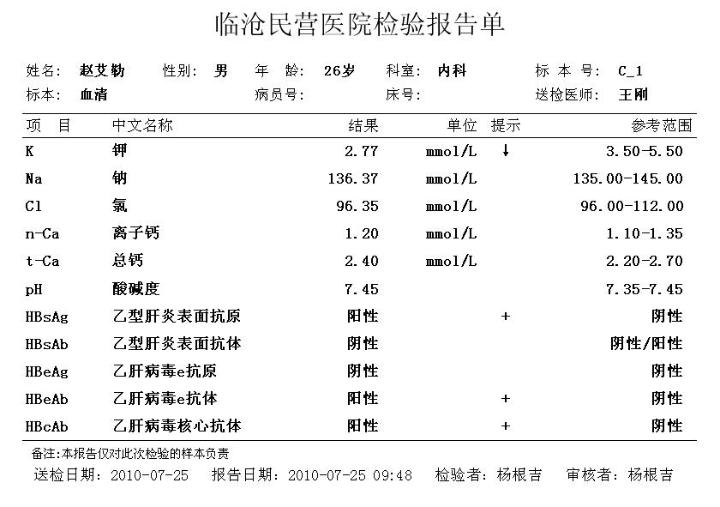 临沧民营医院检验报告单
姓名: 赵艾勒 性别: 男 年 龄: 26岁 科室: 内科 标 本 号: C_1
标本: 血清 病员号: 床号: 送检医师: 王刚
项 目 中文名称 结果 单位 提示 参考范围
K 钾 2.77 mmol/L ↓ 3.50-5.50
Na 钠 136.37 mmol/L 135.00-145.00
Cl 氯 96.35 mmol/L 96.00-112.00
n-Ca 离子钙 1.20 mmol/L 1.10-1.35
t-Ca 总钙 2.40 mmol/L 2.20-2.70
pH 酸碱度 7.45 7.35-7.45
HBsAg 乙型肝炎表面抗原 阳性 + 阴性
HBsAb 乙型肝炎表面抗体 阴性 阴性/阳性
HBeAg 乙肝病毒e抗原 阴性 阴性
HBeAb 乙肝病毒e抗体 阳性 + 阴性
HBcAb 乙肝病毒核心抗体 阳性 + 阴性
备注:本报告仅对此次检验的样本负责
送检日期: 2010-07-25 报告日期: 2010-07-25 09:48 检验者: 杨根吉 审核者: 杨根吉